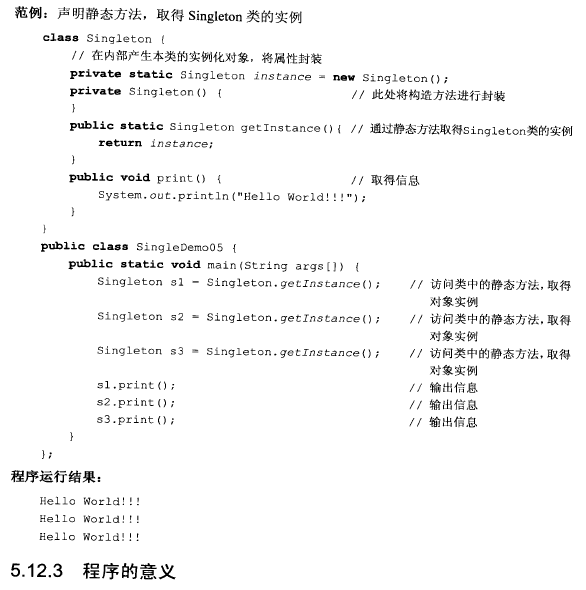 范例：声明静态方法，取得 Singleton 类的实例
class Singleton {
// 在内部产生本类的实例化对象，将属性封装
private static Singleton instance = new Singleton();
private Singleton() { // 此处将构造方法进行封装
}
public static Singleton getInstance(){ // 通过静态方法取得Singleton类的实例
return instance;
}
public void print() { // 取得信息
System.out.println("Hello World!!!");
}
}
public class SingleDemo05 {
public static void main(String args[]) {
Singleton s1 = Singleton.getInstance(); // 访问类中的静态方法，取得
对象实例
Singleton s2 = Singleton.getInstance(); // 访问类中的静态方法，取得
对象实例
Singleton s3 = Singleton.getInstance(); // 访问类中的静态方法，取得
对象实例
s1.print(); // 输出信息
s2.print(); // 输出信息
s3.print(); // 输出信息
}
};
程序运行结果：
Hello World!!!
Hello World!!!
Hello World!!!
5.12.3 程序的意义